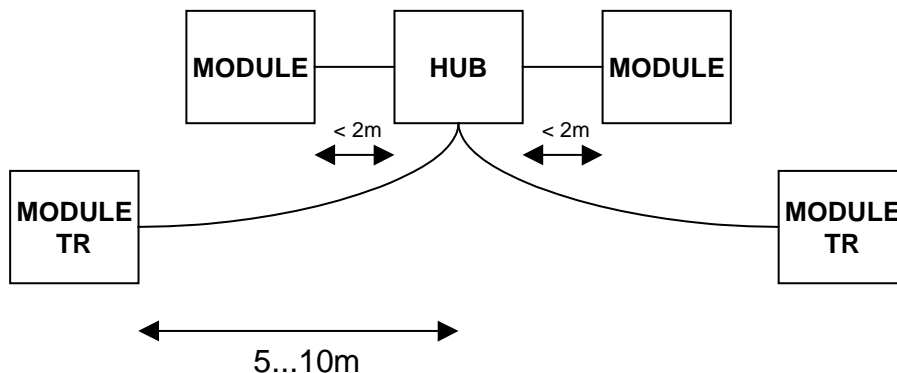 MODULE
HUB
MODULE
< 2m
< 2m
MODULE
TR
MODULE
TR
5...10m